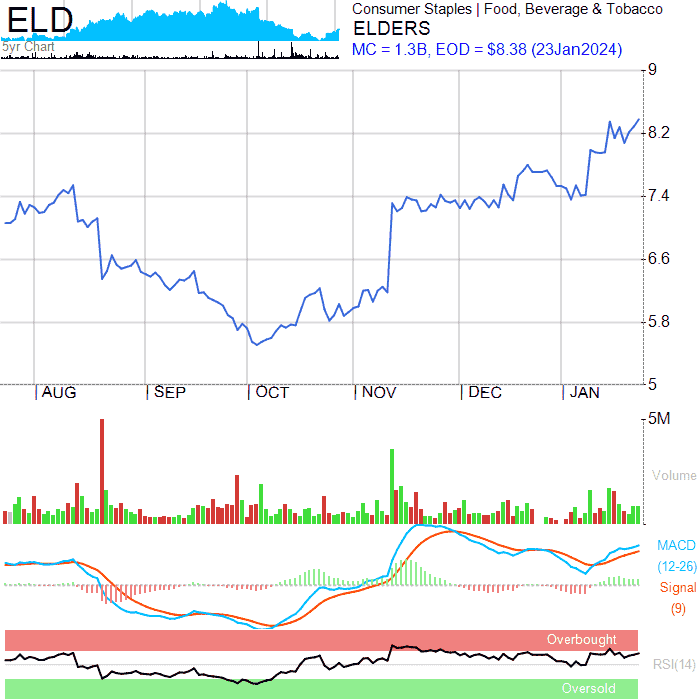 ELD
5yr Chart
Consumer Staples | Food, Beverage & Tobacco
ELDERS
MC = 1.3B, EOD = $8.38 (23Jan2024)
9
8.2
7.4
6.6
5.8
5
AUG SEP OCT NOV DEC JAN
5M
Volume
MACD
(12-26)
Signal
(9)
Overbought
RSI(14)
Oversold